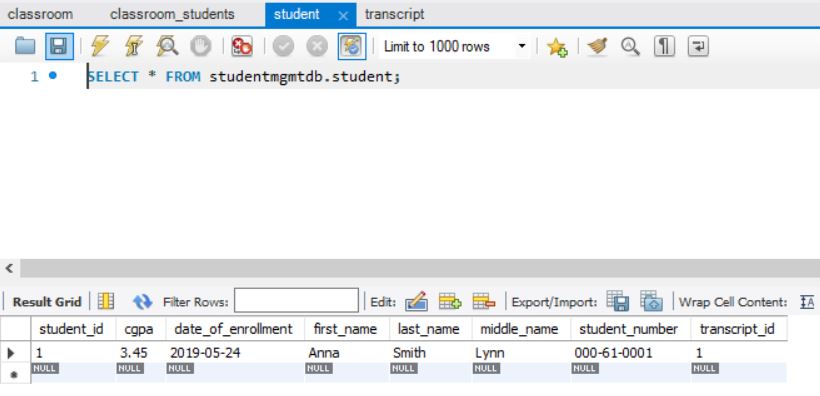 classroom classroom_students student transcript
Limit to 1000 rows
1 SELECT * FROM studentmgmtdb.student;
Result Grid Filter Rows: Edit: Export/Import: Wrap Cell Content: IA
student_id cgpa date_of_enrollment first_name last_name middle_name student_number transcript_id
1 3.45 2019-05-24 Anna Smith Lynn 000-61-0001 1
NULL NULL NULL NULL NULL NULL NULL NULL